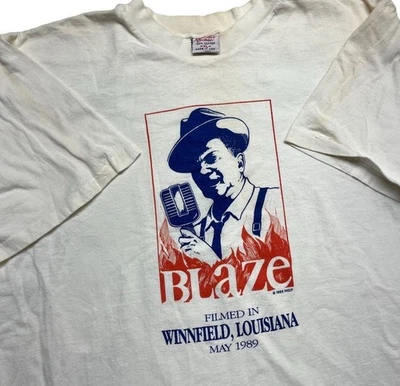 BLaZe
FILMED IN
WINNFIELD, LOUISIANA
MAY 1989